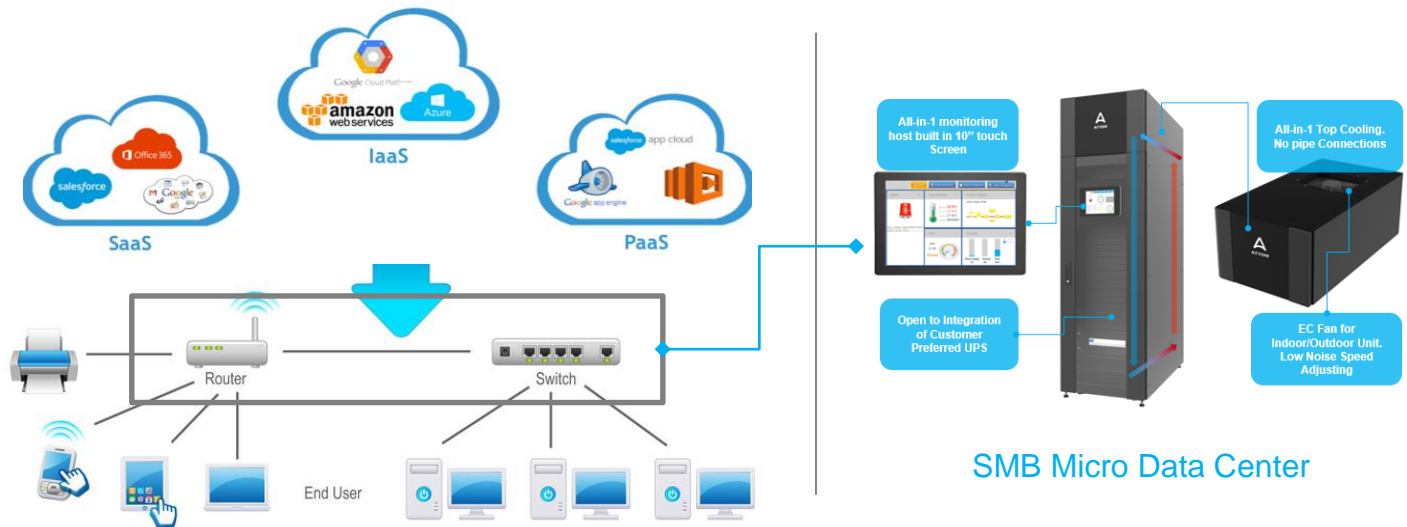 Google Cloud Platform
amazon
webservices
Azure
IaaS
Office 365
salesforce
Google
SaaS
salesforce app cloud
Google app engine
PaaS
Router
Switch
End User
All-in-1 monitoring
host built in 10” touch
Screen
Open to Integration
of Customer
Preferred UPS
ATTOM
All-in-1 Top Cooling.
No pipe Connections
ATTOM
EC Fan for
Indoor/Outdoor Unit.
Low Noise Speed
Adjusting
SMB Micro Data Center